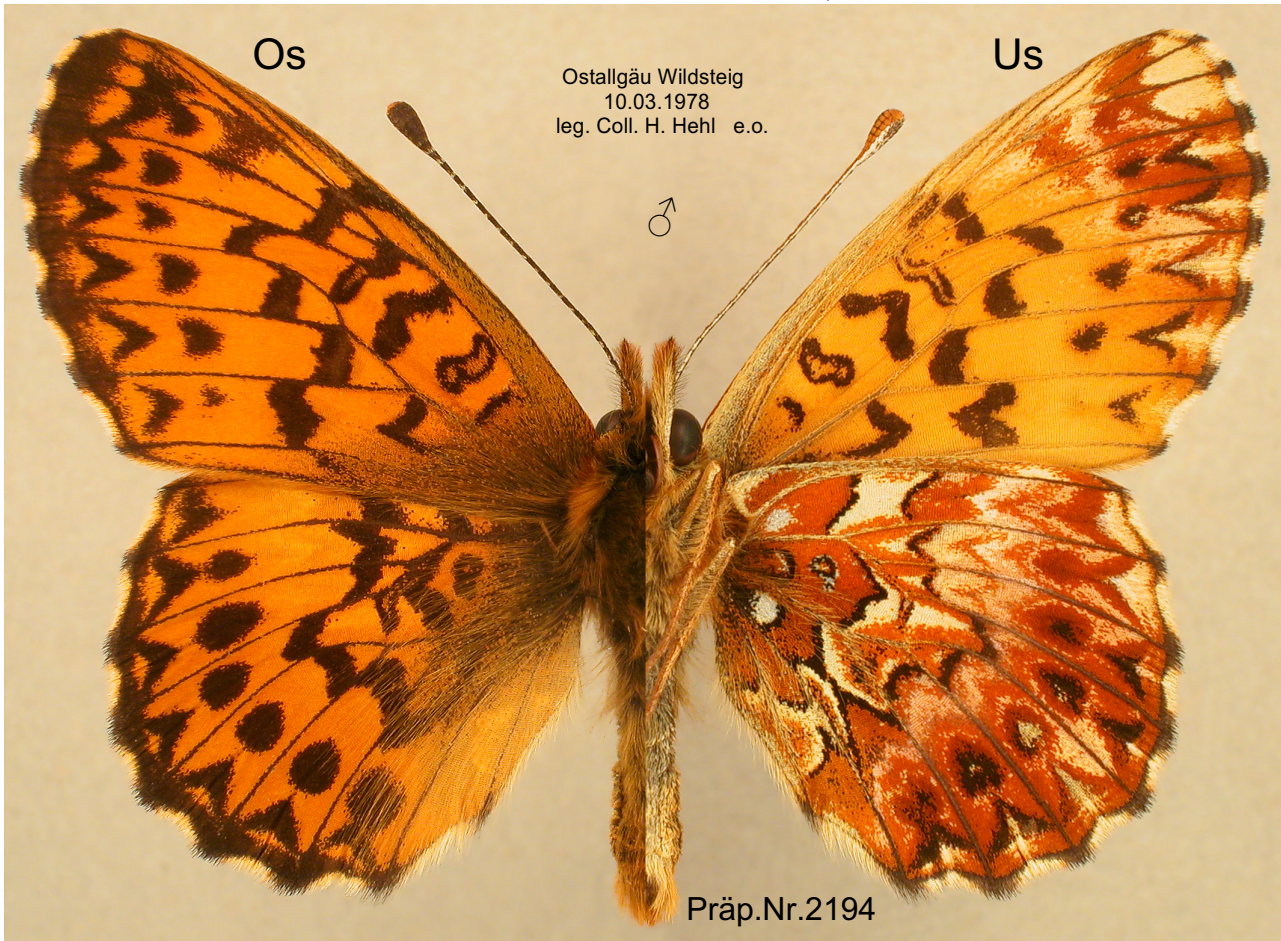 Os
Us
Ostallgäu Wildsteig
10.03.1978
leg. Coll. H. Hehl e.o.
♂
Präp.Nr.2194